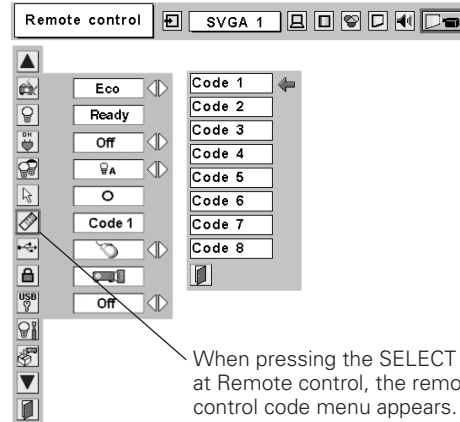 Remote control
SVGA 1
Eco
Ready
ON
Off
A
Code 1
USB
Off
Code 1
Code 2
Code 3
Code 4
Code 5
Code 6
Code 7
Code 8
When pressing the SELECT
at Remote control, the remo
control code menu appears.